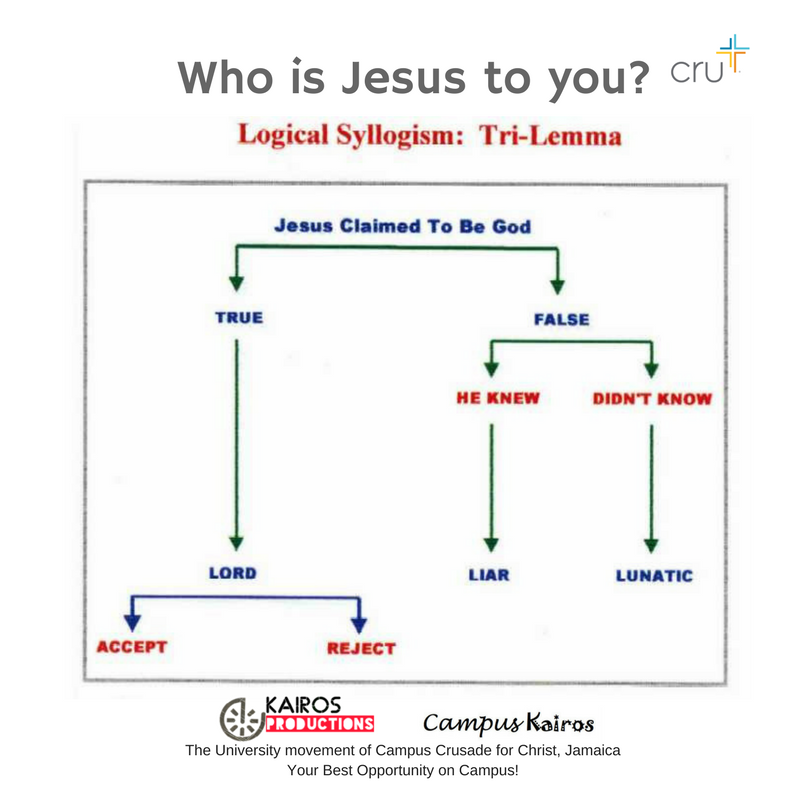 Who is Jesus to you?
cru
Logical Syllogism: Tri-Lemma
Jesus Claimed To Be God
TRUE
FALSE
HE KNEW
DIDN'T KNOW
LORD
LIAR
LUNATIC
ACCEPT
REJECT
KAIROS
PRODUCTIONS
Campus Kairos
The University movement of Campus Crusade for Christ, Jamaica
Your Best Opportunity on Campus!